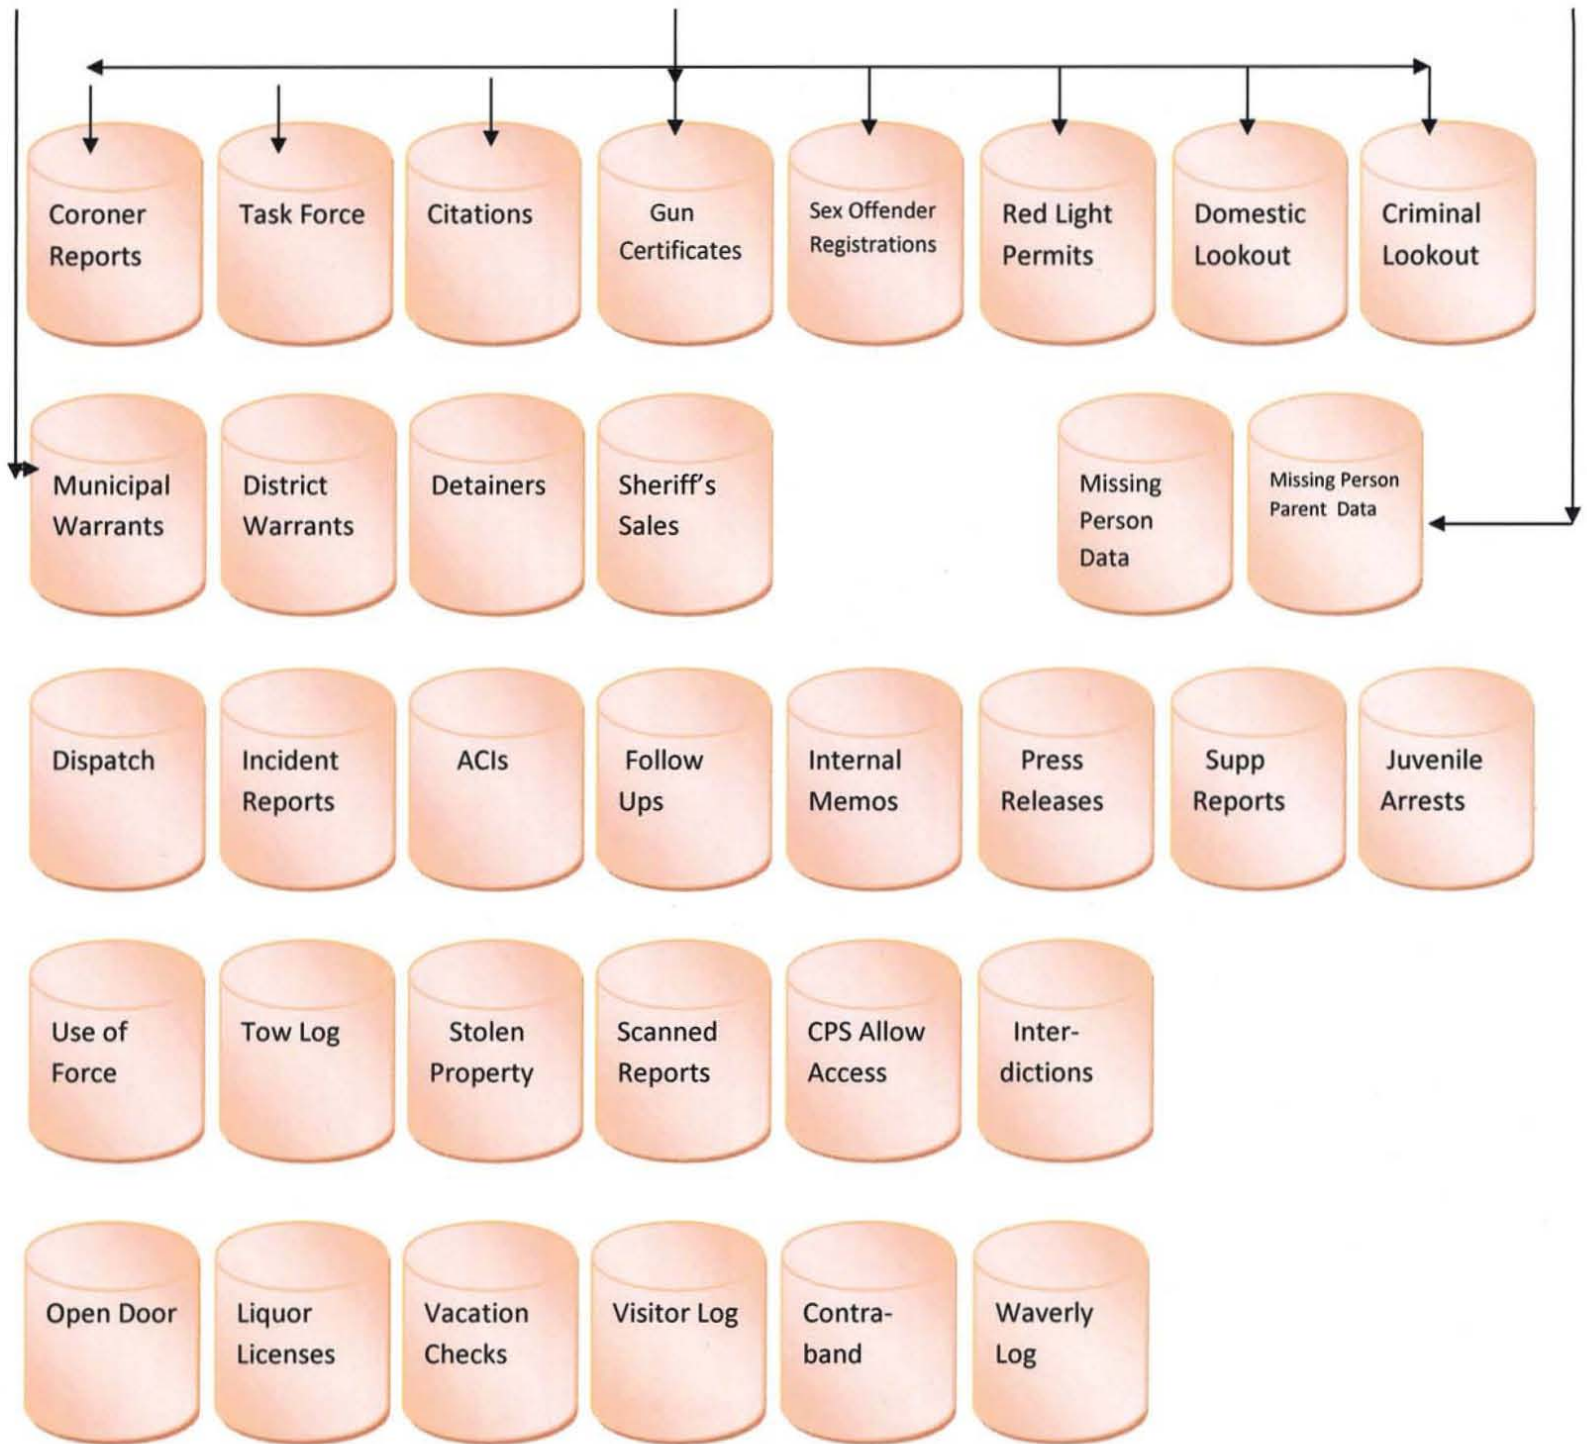 Coroner
Reports
Task Force
Citations
Gun
Certificates
Sex Offender
Registrations
Red Light
Permits
Domestic
Lookout
Criminal
Lookout
Municipal
Warrants
District
Warrants
Detainers
Sheriff's
Sales
Missing
Person
Data
Missing Person
Parent Data
Dispatch
Incident
Reports
ACIs
Follow
Ups
Internal
Memos
Press
Releases
Supp
Reports
Juvenile
Arrests
Use of
Force
Tow Log
Stolen
Property
Scanned
Reports
CPS Allow
Access
Inter-
dictions
Open Door
Liquor
Licenses
Vacation
Checks
Visitor Log
Contra-
band
Waverly
Log